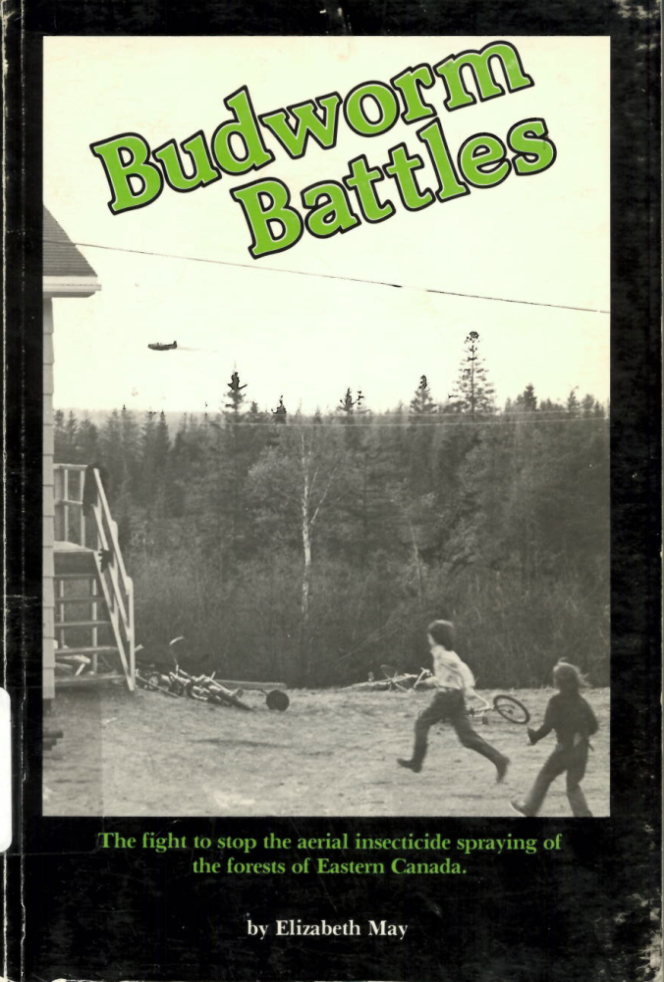 Budworm
Battles
The fight to stop the aerial insecticide spraying of
the forests of Eastern Canada.
by Elizabeth May